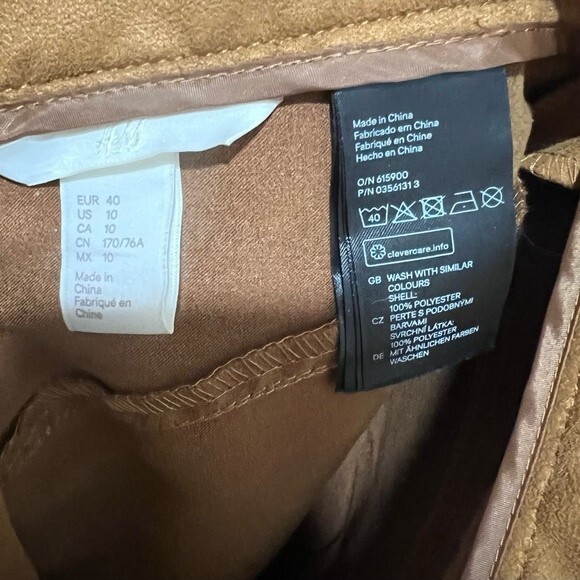 H&M
EUR 40
US 10
CA 10
CN 170/76A
MX 10
Made in
China
Fabriqué en
Chine
Made in China
Fabricado em China
Fabriqué en Chine
Hecho en China
O/N 615900
P/N 0356131 3
40
clevercare.info
GB WASH WITH SIMILAR
COLOURS
SHELL:
100% POLYESTER
CZ PERTE S PODOBNÝMI
BARVAMI
SVRCHNÍ LÁTKA:
100% POLYESTER
DE MIT ÄHNLICHEN FARBEN
WASCHEN